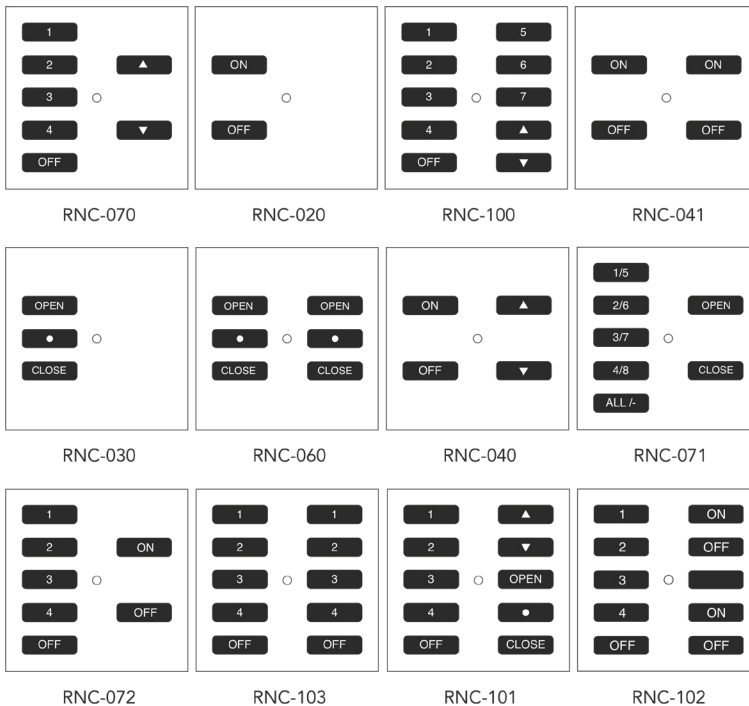 1
2 ▲
3
4 ▼
OFF
RNC-070
ON
OFF
RNC-020
1 5
2 6
3 7
4 ▲
OFF ▼
RNC-100
ON ON
OFF OFF
RNC-041
OPEN
●
CLOSE
RNC-030
OPEN OPEN
● ●
CLOSE CLOSE
RNC-060
ON ▲
OFF ▼
RNC-040
1/5
2/6 OPEN
3/7
4/8 CLOSE
ALL /-
RNC-071
1
2 ON
3
4 OFF
OFF
RNC-072
1 1
2 2
3 3
4 4
OFF OFF
RNC-103
1 ▲
2 ▼
3 OPEN
4 ●
OFF CLOSE
RNC-101
1 ON
2 OFF
3
4 ON
OFF OFF
RNC-102